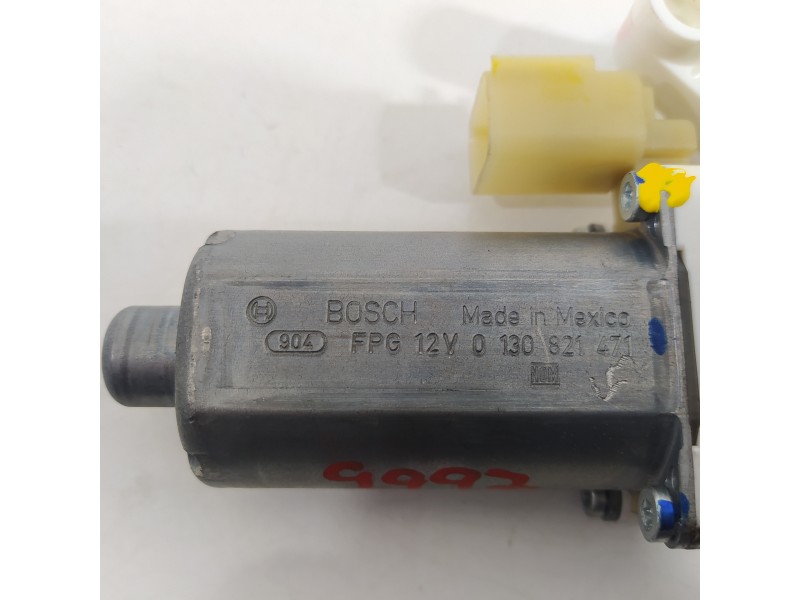 BOSCH Made in Mexico
904 FPG 12V 0 130 821 471